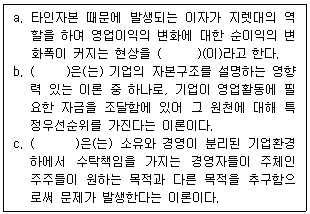 a. 타인자본 때문에 발생되는 이자가 지렛대의 역
할을 하며 영업이익의 변화에 대한 순이익의 변
화폭이 커지는 현상을 (      )(이)라고 한다.
b. (      )은(는) 기업의 자본구조를 설명하는 영향
력 있는 이론 중 하나로, 기업이 영업활동에 필
요한 자금을 조달함에 있어 그 원천에 대해 특
정우선순위를 가진다는 이론이다.
c. (      )은(는) 소유와 경영이 분리된 기업환경
하에서 수탁책임을 가지는 경영자들이 주체인
주주들이 원하는 목적과 다른 목적을 추구함으
로써 문제가 발생한다는 이론이다.